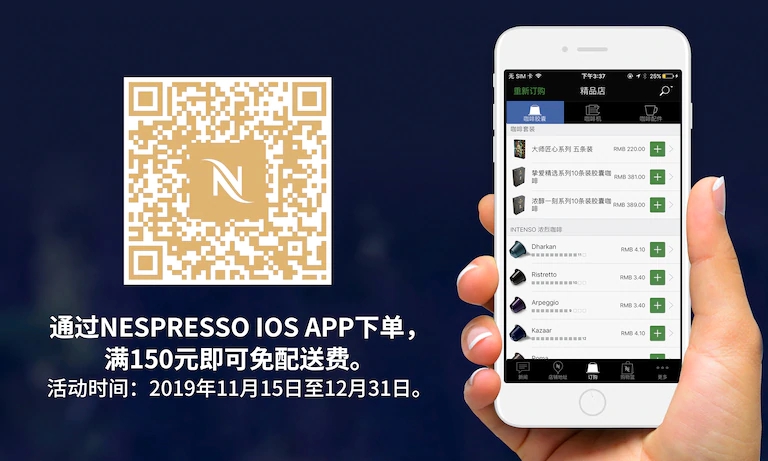 N
通过NESPRESSO IOS APP下单，
满150元即可免配送费。
活动时间：2019年11月15日至12月31日。
无 SIM 卡
下午3:37
25%
重新订购
精品店
咖啡胶囊
咖啡机
咖啡配件
咖啡套装
大师匠心系列 五条装
RMB 220.00
挚爱精选系列10条装胶囊咖
啡
RMB 381.00
浓醇一刻系列10条装胶囊咖
啡
RMB 389.00
INTENSO 浓烈咖啡
Dharkan
RMB 4.10
11
Ristretto
RMB 3.40
Arpeggio
RMB 3.40
Kazaar
RMB 4.10
12
Roma
订购
更多